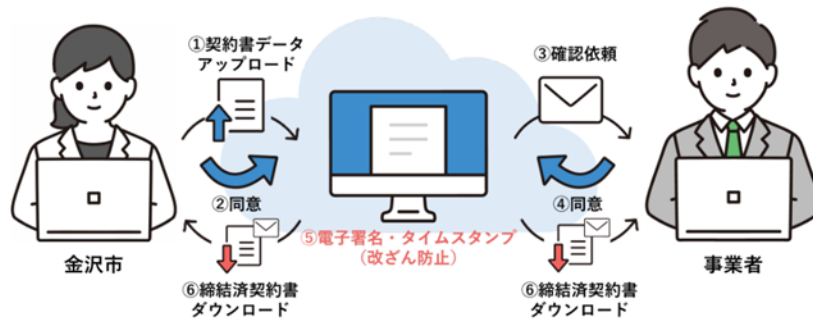 ①契約書データ
アップロード
③確認依頼
②同意
④同意
⑤電子署名・タイムスタンプ
（改ざん防止）
金沢市
事業者
⑥締結済契約書
ダウンロード
⑥締結済契約書
ダウンロード